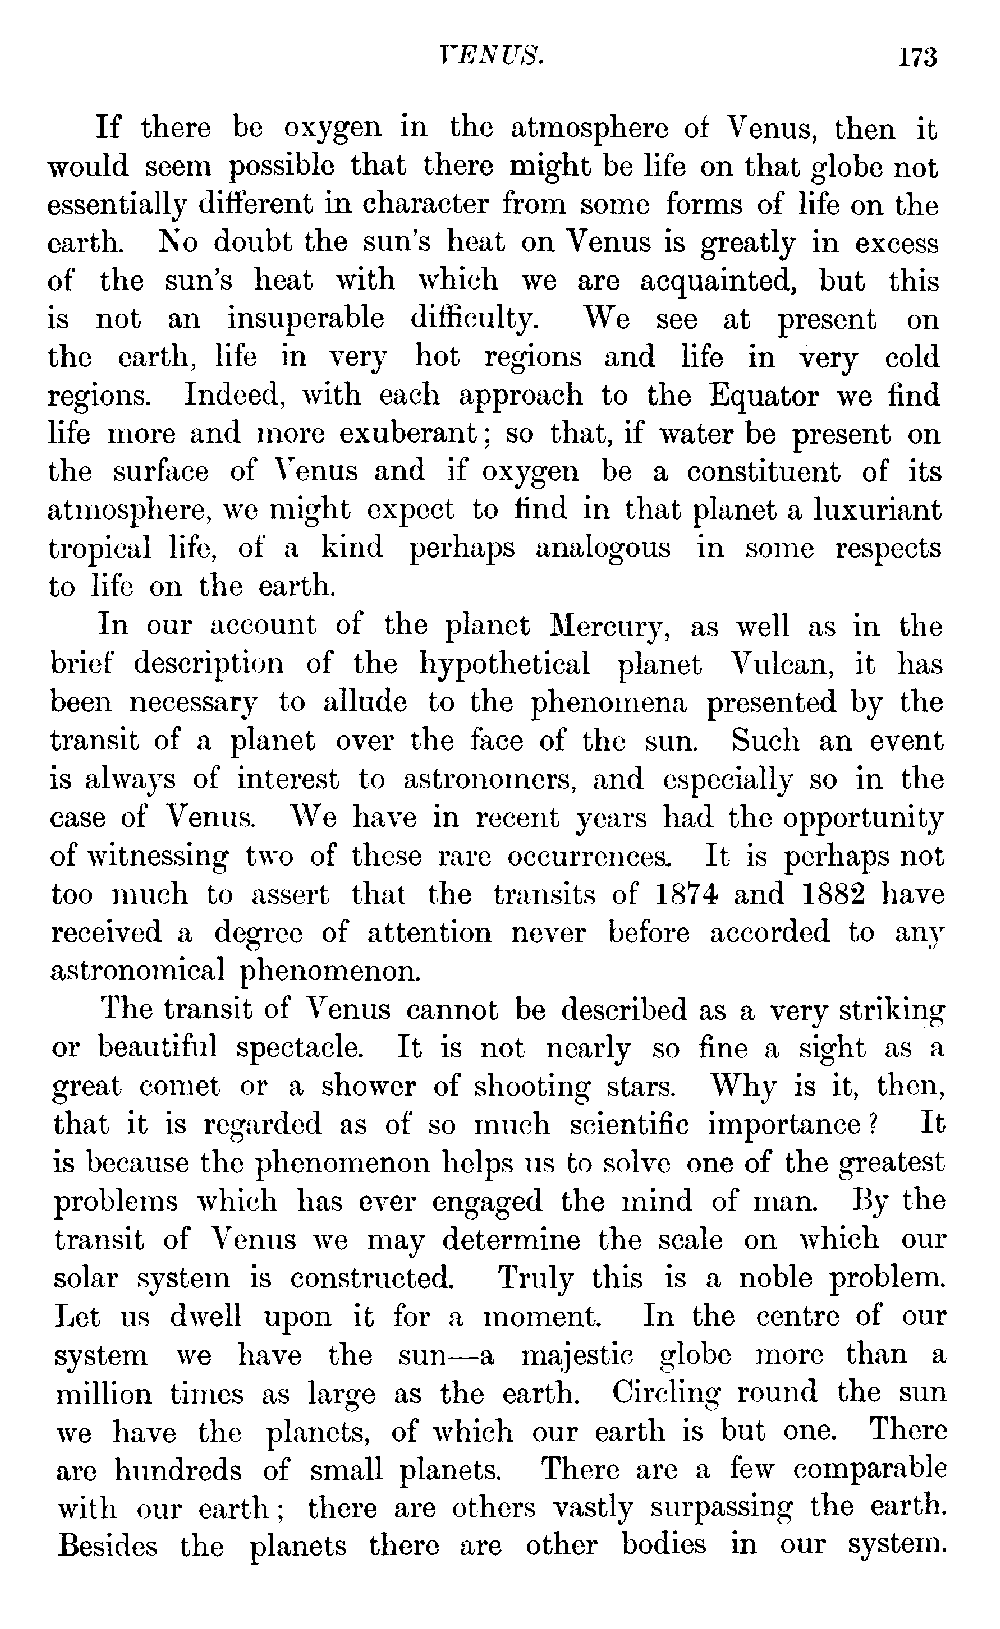 VENUS. 173
If there be oxygen in the atmosphere of Venus, then it
would seem possible that there might be life on that globe not
essentially different in character from some forms of life on the
earth. No doubt the sun's heat on Venus is greatly in excess
of the sun's heat with which we are acquainted, but this
is not an insuperable difficulty. We see at present on
the earth, life in very hot regions and life in very cold
regions. Indeed, with each approach to the Equator we find
life more and more exuberant; so that, if water be present on
the surface of Venus and if oxygen be a constituent of its
atmosphere, we might expect to find in that planet a luxuriant
tropical life, of a kind perhaps analogous in some respects
to life on the earth.
In our account of the planet Mercury, as well as in the
brief description of the hypothetical planet Vulcan, it has
been necessary to allude to the phenomena presented by the
transit of a planet over the face of the sun. Such an event
is always of interest to astronomers, and especially so in the
case of Venus. We have in recent years had the opportunity
of witnessing two of these rare occurrences. It is perhaps not
too much to assert that the transits of 1874 and 1882 have
received a degree of attention never before accorded to any
astronomical phenomenon.
The transit of Venus cannot be described as a very striking
or beautiful spectacle. It is not nearly so fine a sight as a
great comet or a shower of shooting stars. Why is it, then,
that it is regarded as of so much scientific importance? It
is because the phenomenon helps us to solve one of the greatest
problems which has ever engaged the mind of man. By the
transit of Venus we may determine the scale on which our
solar system is constructed. Truly this is a noble problem.
Let us dwell upon it for a moment. In the centre of our
system we have the sun—a majestic globe more than a
million times as large as the earth. Circling round the sun
we have the planets, of which our earth is but one. There
are hundreds of small planets. There are a few comparable
with our earth; there are others vastly surpassing the earth.
Besides the planets there are other bodies in our system.